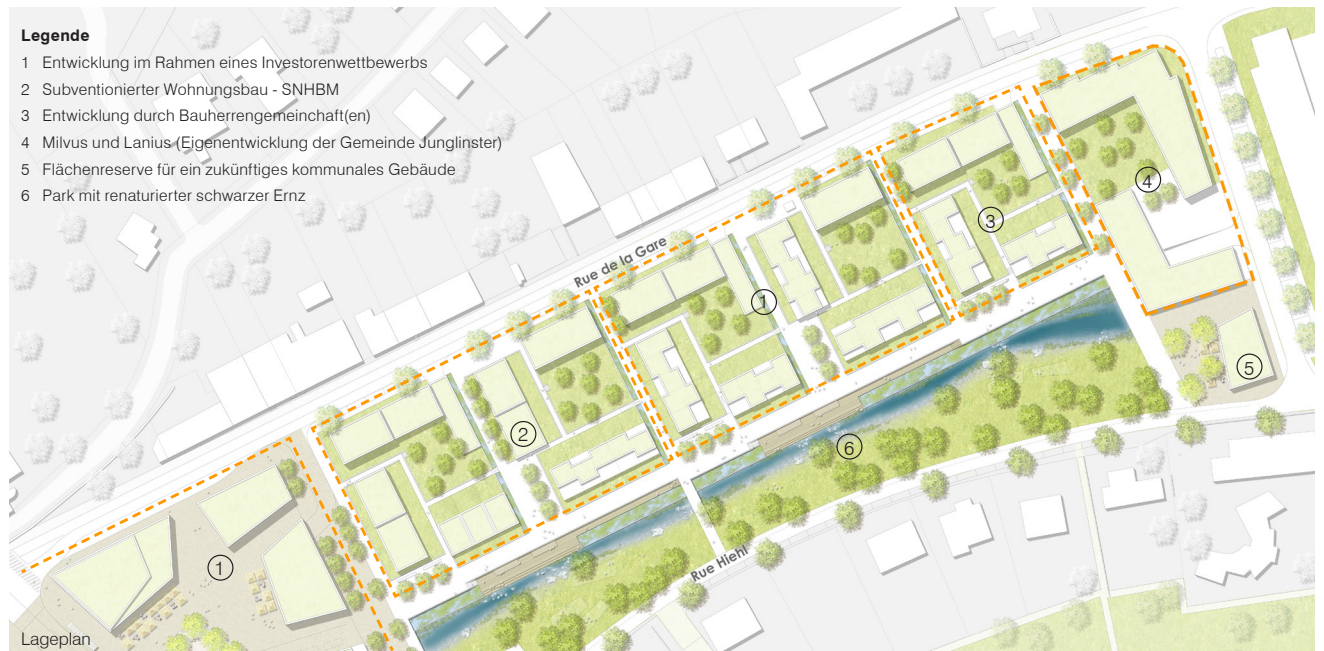 Legende
1 Entwicklung im Rahmen eines Investorenwettbewerbs
2 Subventionierter Wohnungsbau - SNHBM
3 Entwicklung durch Bauherrengemeinchaft(en)
4 Milvus und Lanius (Eigenentwicklung der Gemeinde Junglinster)
5 Flächenreserve für ein zukünftiges kommunales Gebäude
6 Park mit renaturierter schwarzer Ernz
4
3
Rue de la Gare
1
5
2
6
1
Rue Hiehl
Lageplan